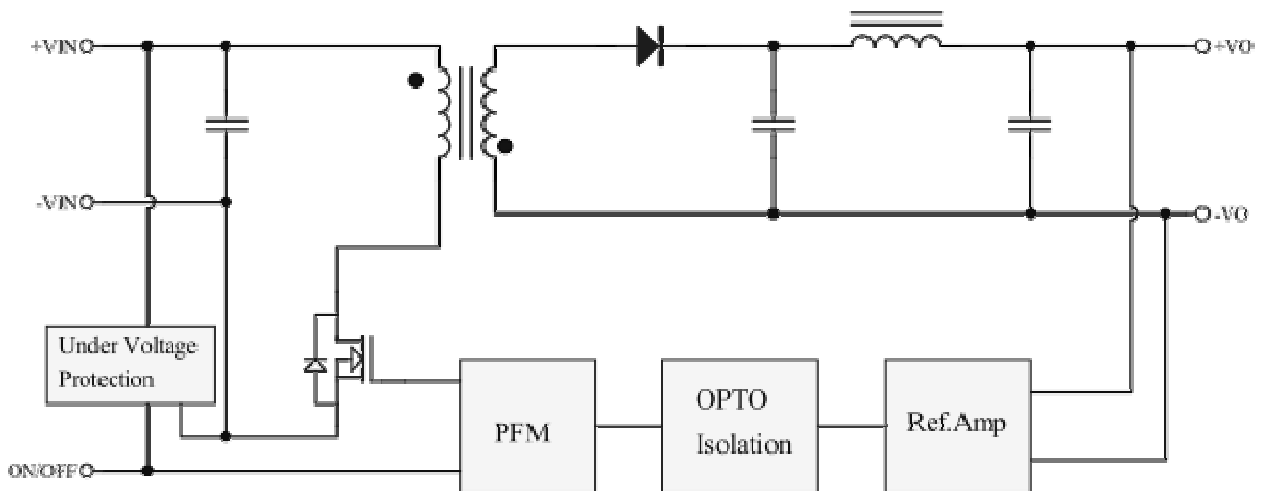 +VIN
+VO
-VIN
-VO
Under Voltage
Protection
OPTO
Isolation
Ref.Amp
PFM
ON/OFF